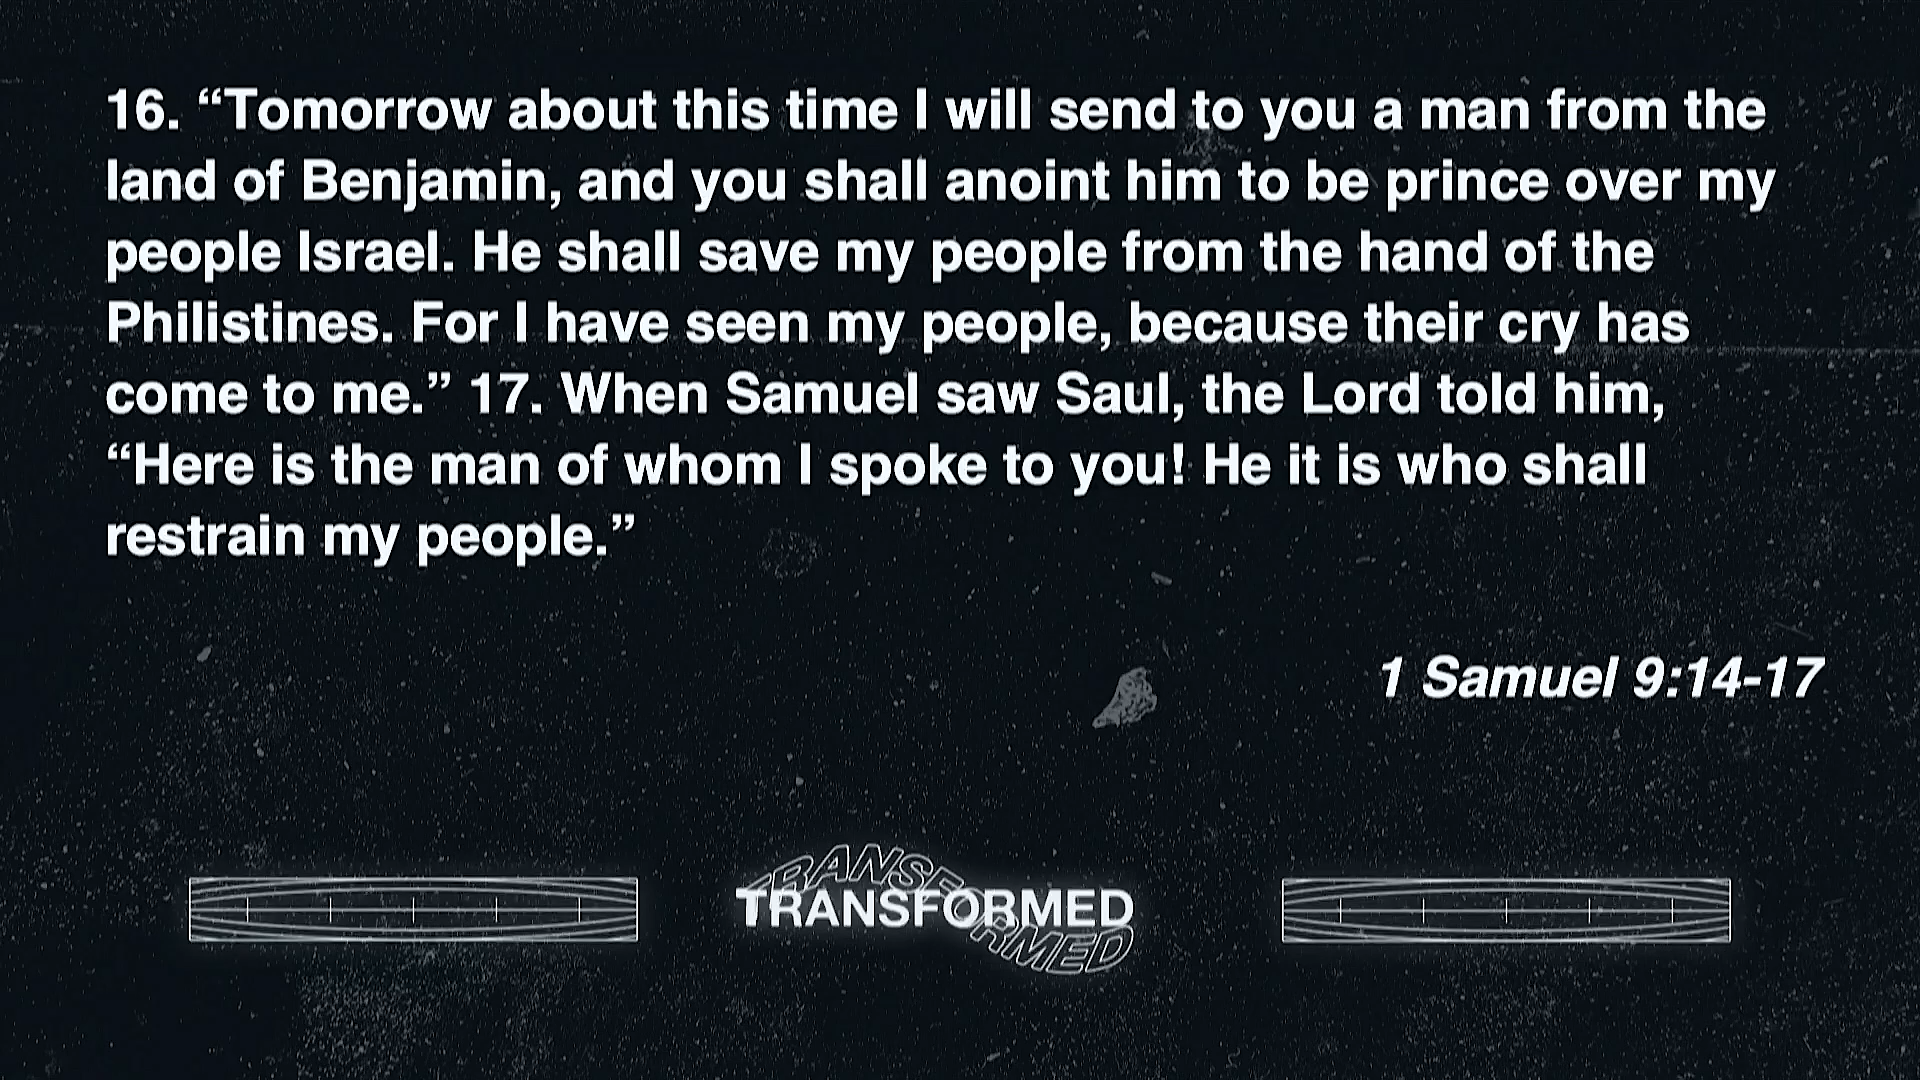 16. “Tomorrow about this time I will send to you a man from the
land of Benjamin, and you shall anoint him to be prince over my
people Israel. He shall save my people from the hand of the
Philistines. For I have seen my people, because their cry has
come to me.” 17. When Samuel saw Saul, the Lord told him,
“Here is the man of whom I spoke to you! He it is who shall
restrain my people.”
1 Samuel 9:14-17
TRANSFORMED
TRANSFORMED